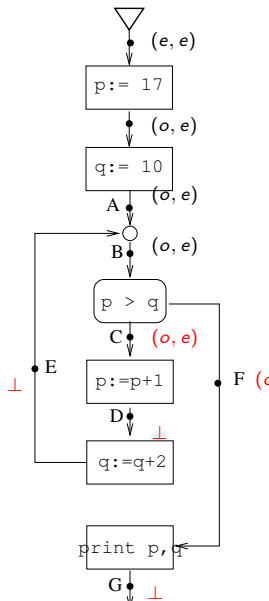 (e, e)
p:= 17
(o, e)
q:= 10
A (o, e)
B (o, e)
p > q
C (o, e)
E F (o
⊥
p:=p+1
D
⊥
q:=q+2
print p,q
G ⊥